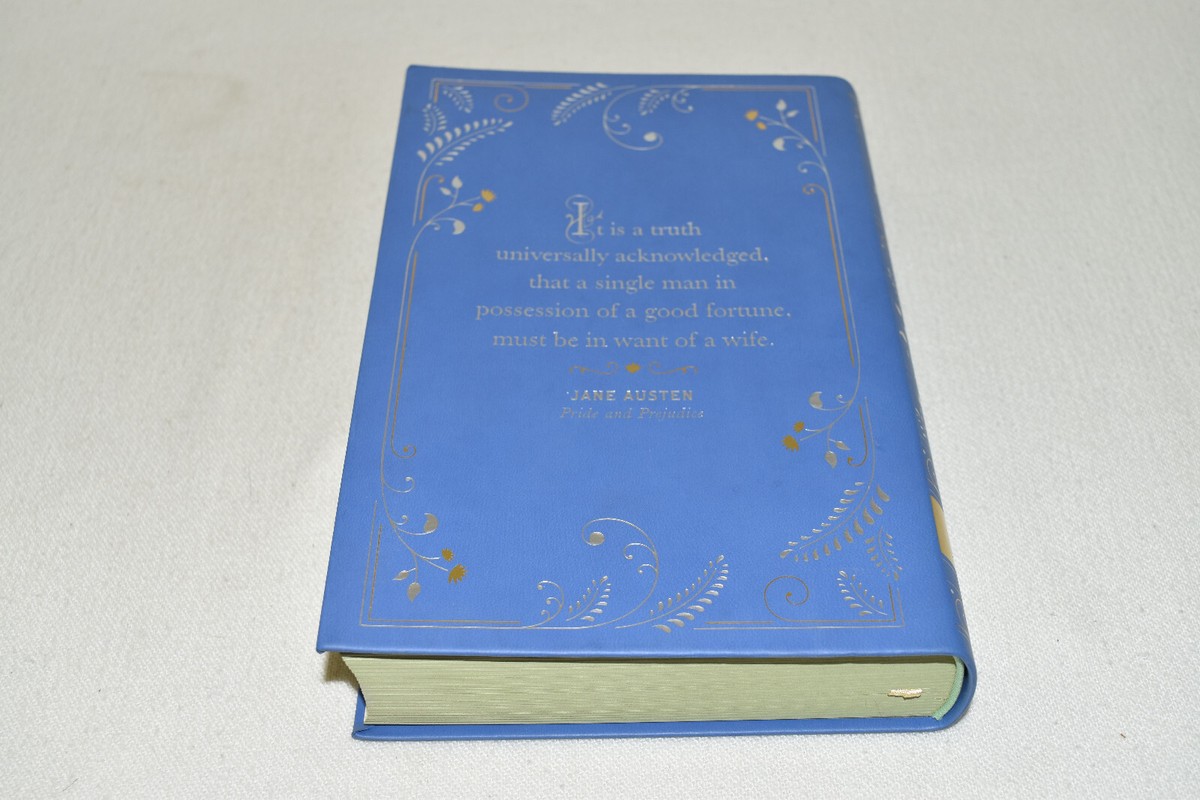 It is a truth
universally acknowledged,
that a single man in
possession of a good fortune,
must be in want of a wife.
JANE AUSTEN
Pride and Prejudice